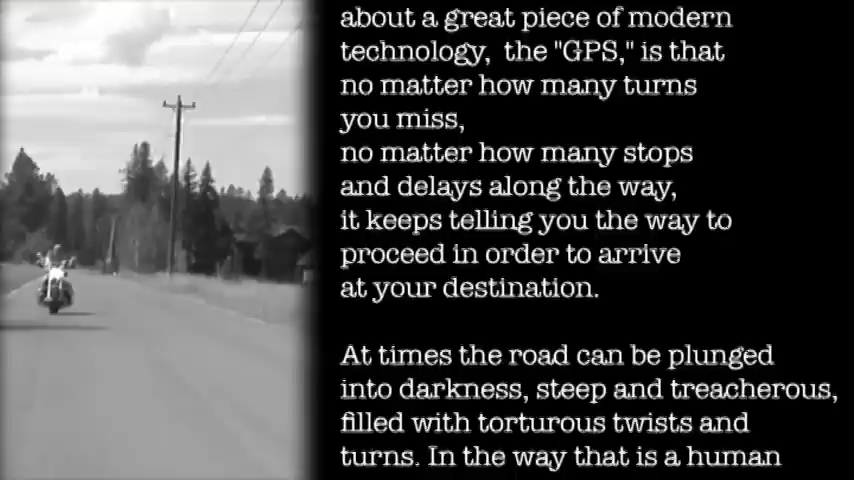 about a great piece of modern
technology, the "GPS," is that
no matter how many turns
you miss,
no matter how many stops
and delays along the way,
it keeps telling you the way to
proceed in order to arrive
at your destination.
At times the road can be plunged
into darkness, steep and treacherous,
filled with torturous twists and
turns. In the way that is a human